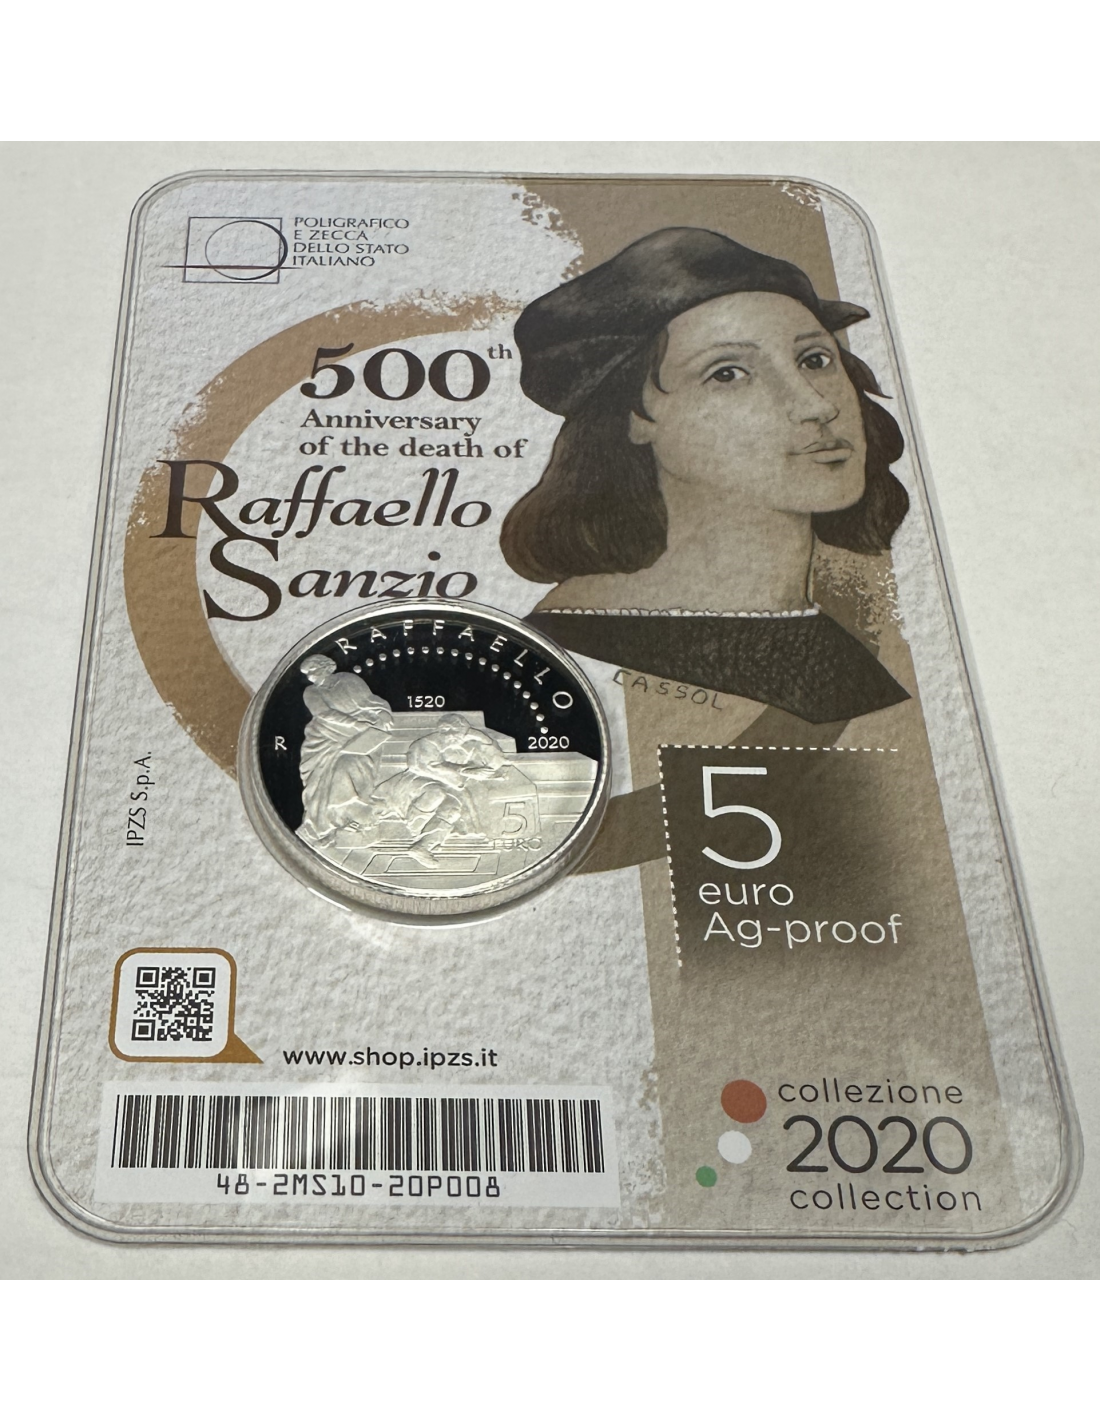 POLIGRAFICO
E ZECCA
DELLO STATO
ITALIANO
500th
Anniversary
of the death of
Raffaello
Sanzio
CASSOL
RAFFAELLO
1520
R
2020
5
EURO
IPZS S.p.A.
5
euro
Ag-proof
www.shop.ipzs.it
48-2MS10-20P008
collezione
2020
collection